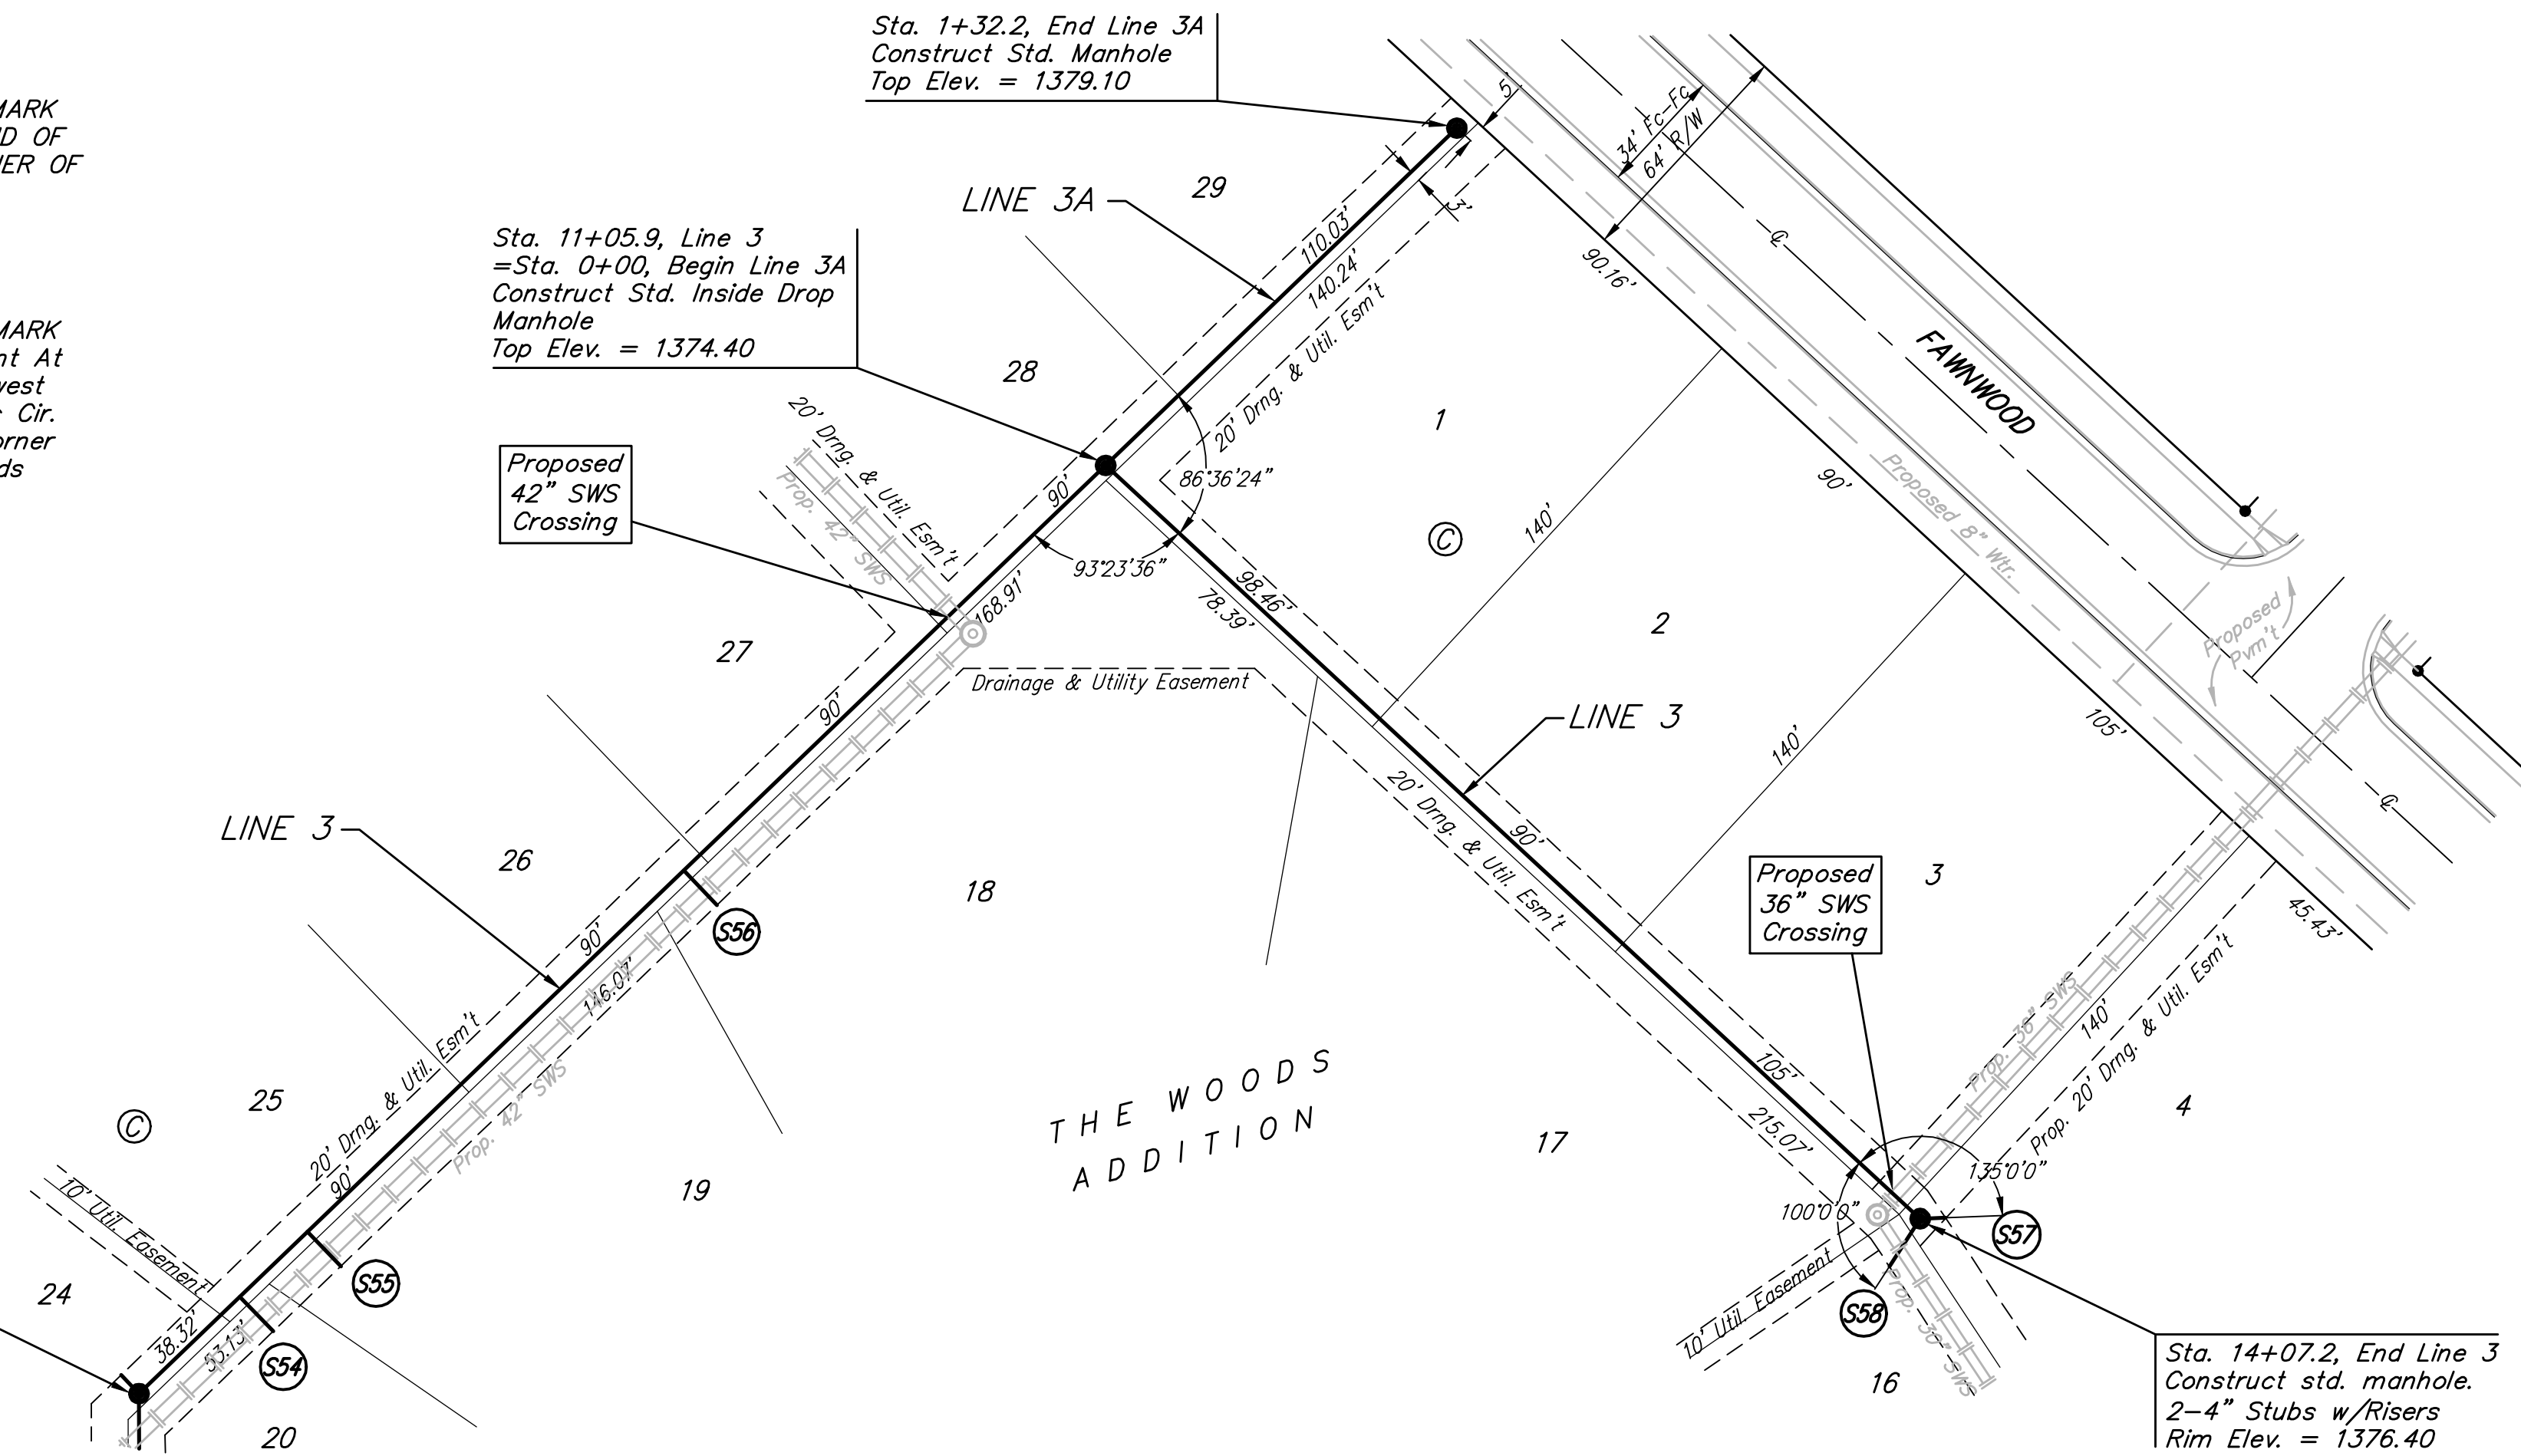 Sta. 1+32.2, End Line 3A
Construct Std. Manhole
Top Elev. = 1379.10
MARK
OF
OF
MARK
At
Cir.
Sta. 11+05.9, Line 3
=Sta. 0+00, Begin Line 3A
Construct Std. Inside Drop
Manhole
Top Elev. = 1374.40
LINE 3A
29
110.03'
140.24'
20' Drng. & Util. Esm't
3'
5'
34' Fc-Fc
64' R/W
90.16'
℄
FAWNWOOD
28
20' Drng. & Util. Esm't
Prop. 42" SWS
Proposed
42" SWS
Crossing
90'
86°36'24"
93°23'36"
168.91'
98.46'
78.39'
1
C
140'
90'
Proposed 8" Wtr.
2
27
Drainage & Utility Easement
90'
LINE 3
140'
105'
Proposed
Pvm't
℄
LINE 3
26
90'
146.07'
S56
18
20' Drng. & Util. Esm't
90'
Proposed
36" SWS
Crossing
3
45.43'
Prop. 36" SWS
140'
Prop. 20' Drng. & Util. Esm't
25
C
20' Drng. & Util. Esm't
90'
Prop. 42" SWS
THE WOODS
ADDITION
17
105'
215.07'
4
135°0'0"
100°0'0"
S57
S58
19
10' Util. Easement
24
S55
38.32'
53.13'
S54
20
10' Util. Easement
Prop. 30" SWS
16
Sta. 14+07.2, End Line 3
Construct std. manhole.
2-4" Stubs w/Risers
Rim Elev. = 1376.40